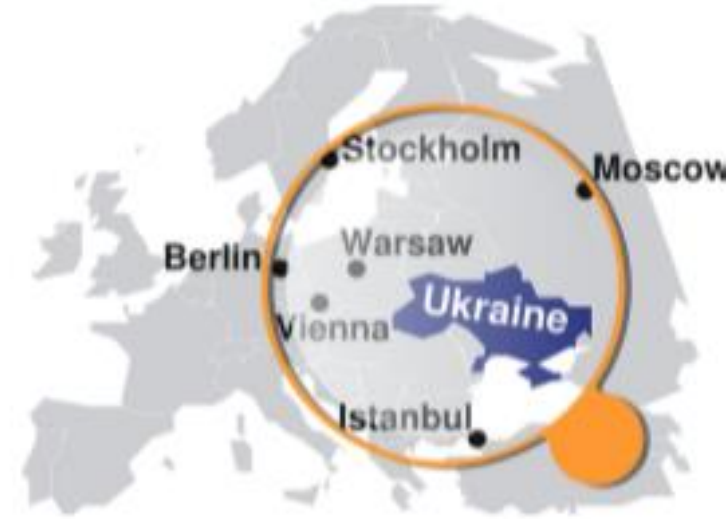 Stockholm
Moscow
Berlin
Warsaw
Ukraine
Vienna
Istanbul